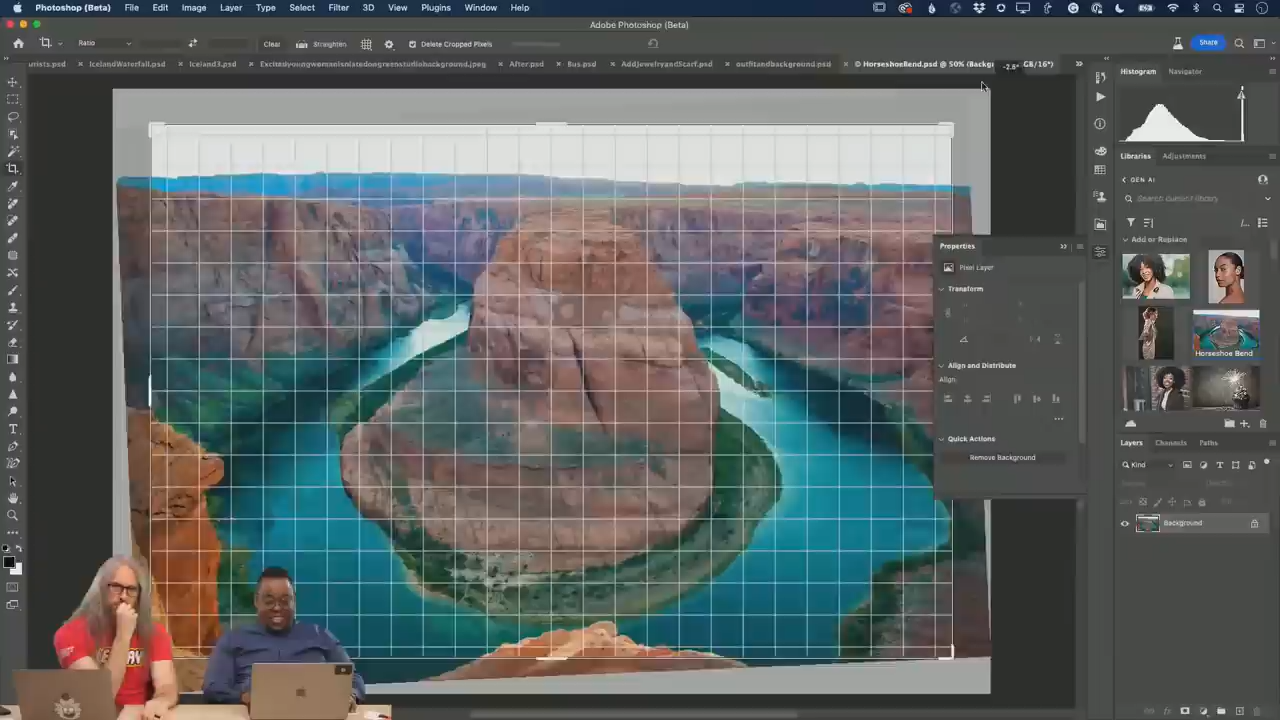 Photoshop (Beta) File Edit Image Layer Type Select Filter 3D View Plugins Window Help
Adobe Photoshop (Beta)
Ratio Clear Straighten Delete Cropped Pixels Share
IcelandWaterfall.psd Iceland3.psd After.psd Bus.psd AddJewelryandScarf.psd outfitandbackground.psd © HorseshoeBend.psd @ 50% (Backgr
-2.6°
Histogram Navigator
Libraries Adjustments
GEN AI
Search current library
Add or Replace
Horseshoe Bend
Properties
Pixel Layer
Transform
Align and Distribute
Align:
Quick Actions
Remove Background
Layers Channels Paths
Kind
Background